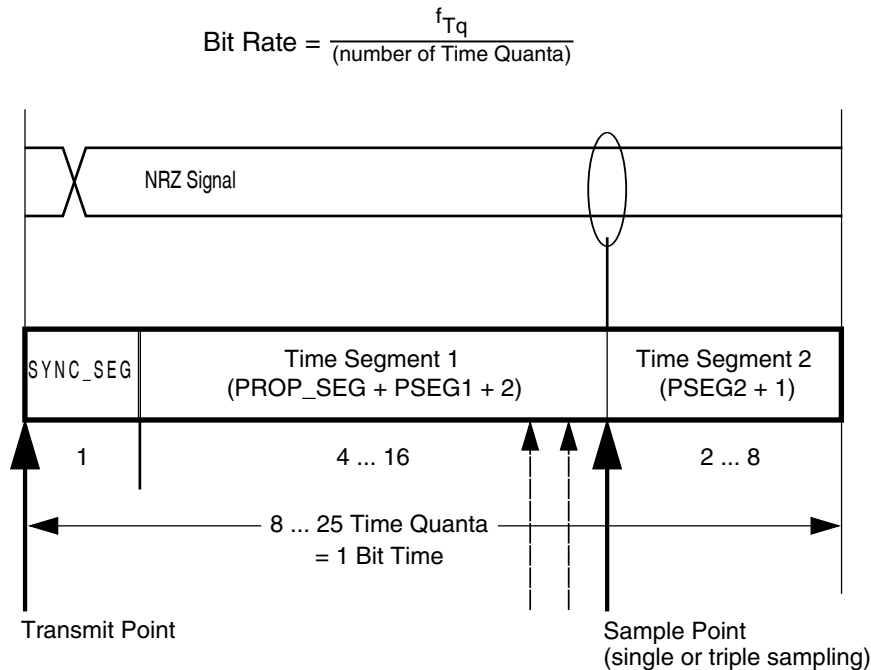 Bit Rate = fTq / (number of Time Quanta)
NRZ Signal
SYNC_SEG
Time Segment 1
(PROP_SEG + PSEG1 + 2)
Time Segment 2
(PSEG2 + 1)
1
4 ... 16
2 ... 8
8 ... 25 Time Quanta
= 1 Bit Time
Transmit Point
Sample Point
(single or triple sampling)